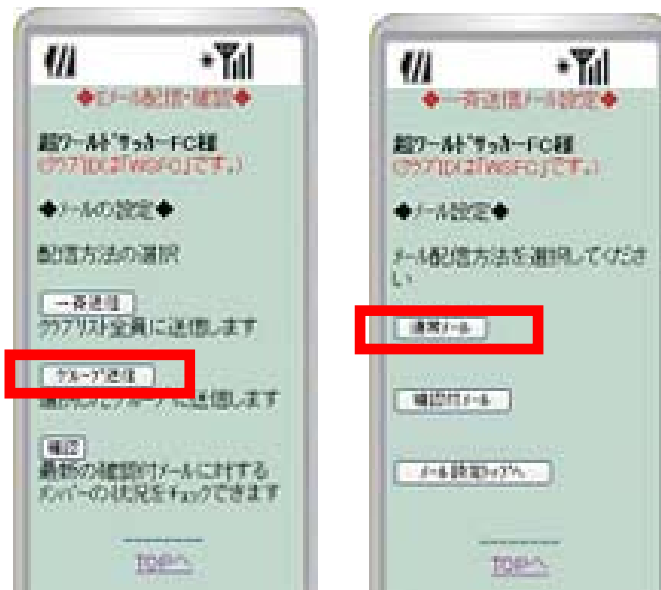 ◆Eメール配信・確認◆
超ワールドサッカーFC様
(クラブIDは「WSFC」です。)
◆メールの設定◆
配信方法の選択
一斉送信
クラブリスト全員に送信します
グループ送信
選択したグループに送信します
確認
最新の確認付メールに対する
メンバーの状況をチェックできます
TOPへ
◆一斉送信メール設定◆
超ワールドサッカーFC様
(クラブIDは「WSFC」です。)
◆メール設定◆
メール配信方法を選択してくださ
い
通常メール
確認付メール
メール設定トップへ
TOPへ